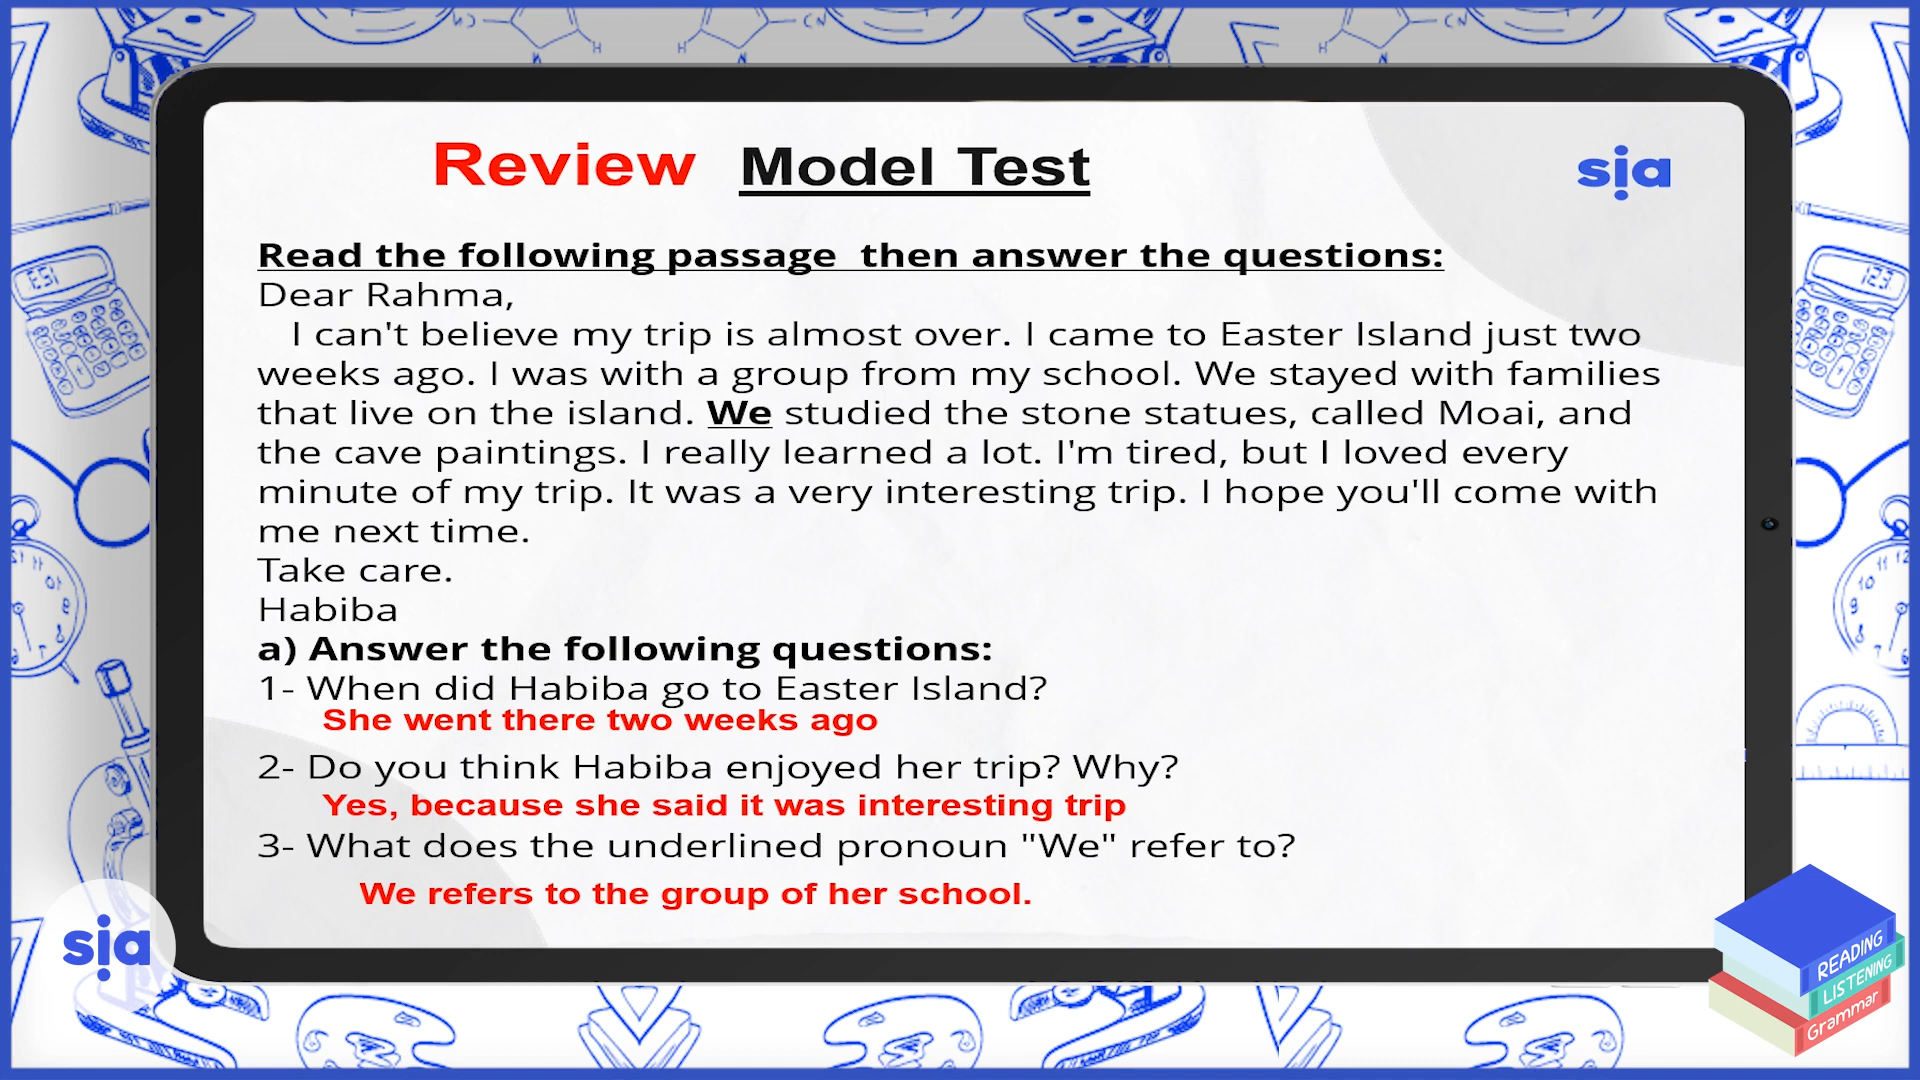 Review Model Test
sia
Read the following passage then answer the questions:
Dear Rahma,
I can't believe my trip is almost over. I came to Easter Island just two
weeks ago. I was with a group from my school. We stayed with families
that live on the island. We studied the stone statues, called Moai, and
the cave paintings. I really learned a lot. I'm tired, but I loved every
minute of my trip. It was a very interesting trip. I hope you'll come with
me next time.
Take care.
Habiba
a) Answer the following questions:
1- When did Habiba go to Easter Island?
She went there two weeks ago
2- Do you think Habiba enjoyed her trip? Why?
Yes, because she said it was interesting trip
3- What does the underlined pronoun "We" refer to?
We refers to the group of her school.
sia
READING
LISTENING
Grammar